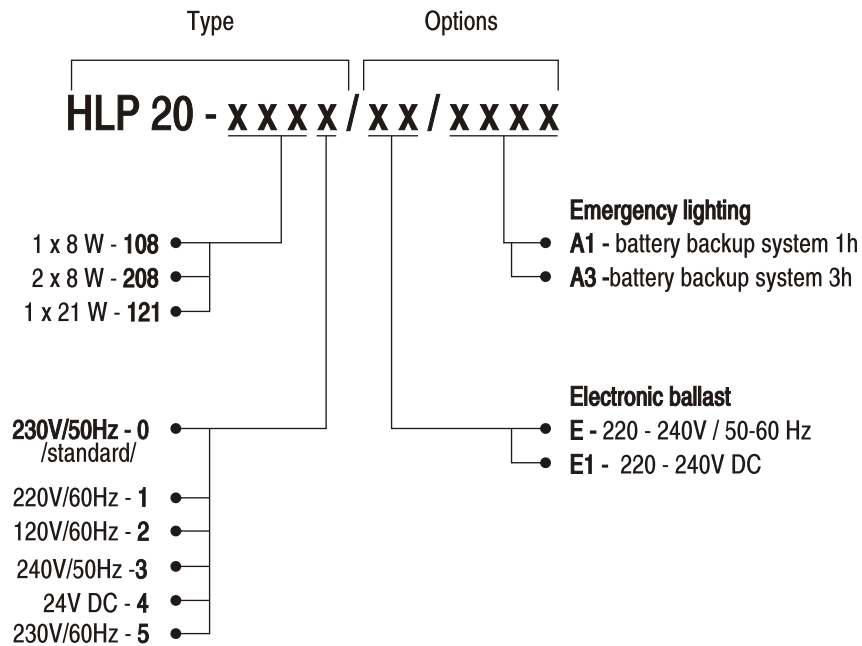 Type Options
HLP 20 - x x x x / x x / x x x x
1 x 8 W - 108
2 x 8 W - 208
1 x 21 W - 121
230V/50Hz - 0
/standard/
220V/60Hz - 1
120V/60Hz - 2
240V/50Hz -3
24V DC - 4
230V/60Hz - 5
Emergency lighting
A1 - battery backup system 1h
A3 -battery backup system 3h
Electronic ballast
E - 220 - 240V / 50-60 Hz
E1 - 220 - 240V DC